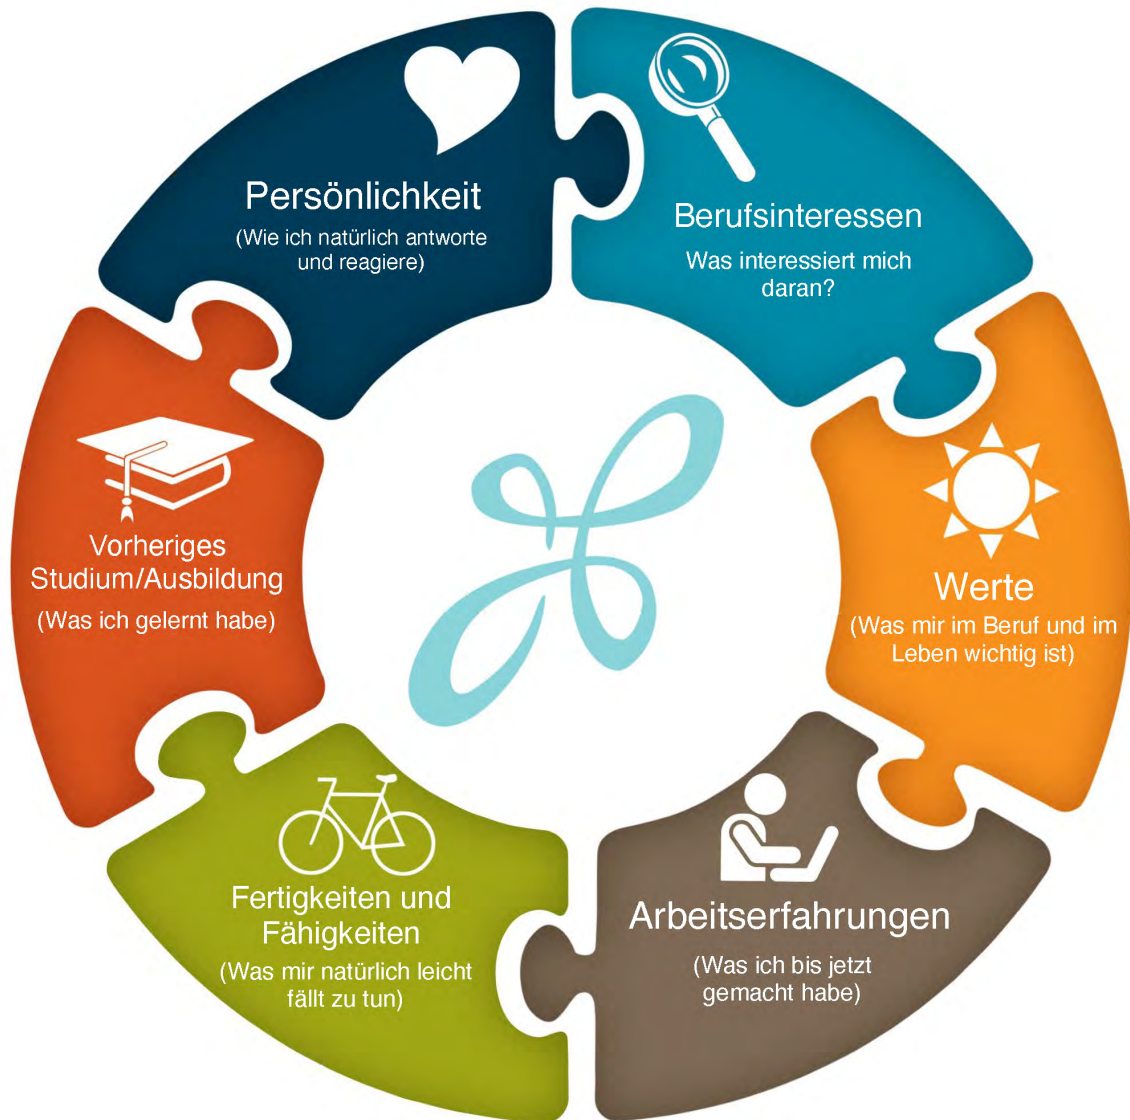 Persönlichkeit
(Wie ich natürlich antworte
und reagiere)
Berufsinteressen
Was interessiert mich
daran?
Werte
(Was mir im Beruf und im
Leben wichtig ist)
Arbeitserfahrungen
(Was ich bis jetzt
gemacht habe)
Fertigkeiten und
Fähigkeiten
(Was mir natürlich leicht
fällt zu tun)
Vorheriges
Studium/Ausbildung
(Was ich gelernt habe)